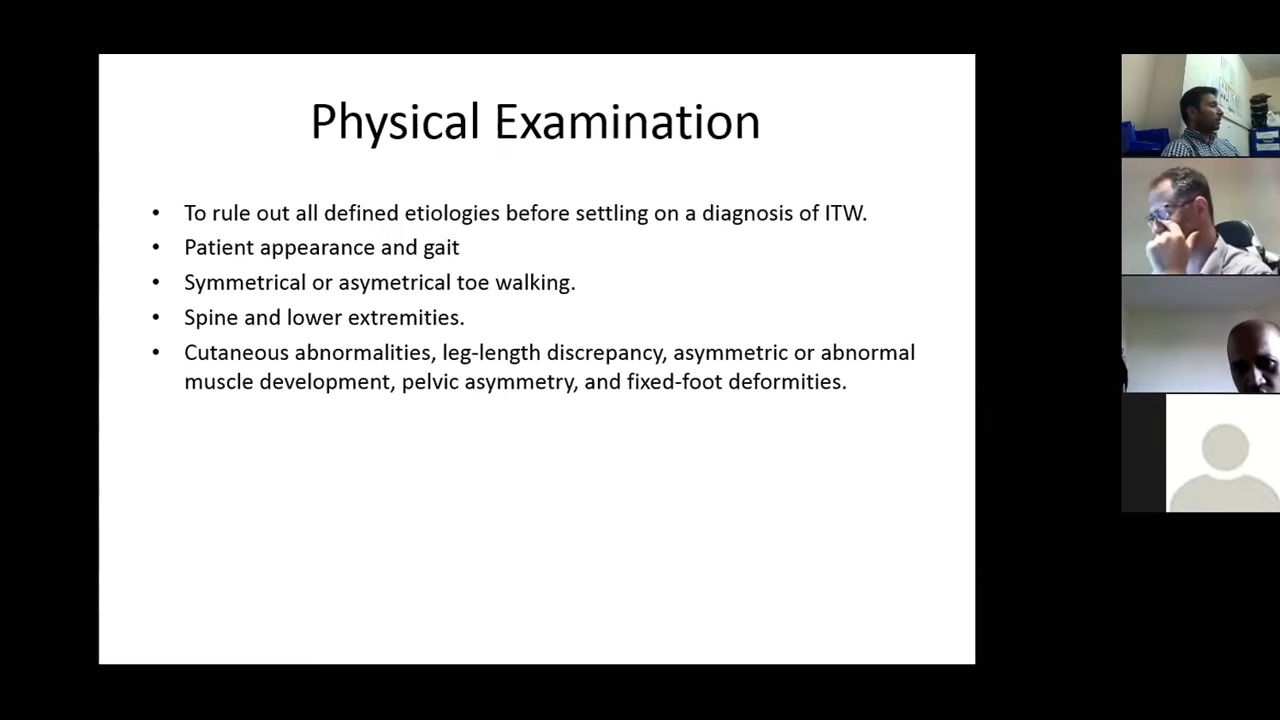 Physical Examination
• To rule out all defined etiologies before settling on a diagnosis of ITW.
• Patient appearance and gait
• Symmetrical or asymetrical toe walking.
• Spine and lower extremities.
• Cutaneous abnormalities, leg-length discrepancy, asymmetric or abnormal
muscle development, pelvic asymmetry, and fixed-foot deformities.